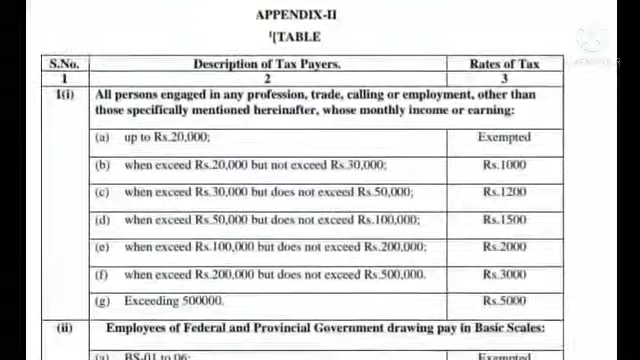 APPENDIX-II
¹[TABLE
S.No. Description of Tax Payers. Rates of Tax
1 2 3
1(i) All persons engaged in any profession, trade, calling or employment, other than
those specifically mentioned hereinafter, whose monthly income or earning:
(a) up to Rs.20,000; Exempted
(b) when exceed Rs.20,000 but not exceed Rs.30,000; Rs.1000
(c) when exceed Rs.30,000 but does not exceed Rs.50,000; Rs.1200
(d) when exceed Rs.50,000 but does not exceed Rs.100,000; Rs.1500
(e) when exceed Rs.100,000 but does not exceed Rs.200,000; Rs.2000
(f) when exceed Rs.200,000 but does not exceed Rs.500,000. Rs.3000
(g) Exceeding 500000. Rs.5000
(ii) Employees of Federal and Provincial Government drawing pay in Basic Scales:
(a) BS-01 to 06; Exempted